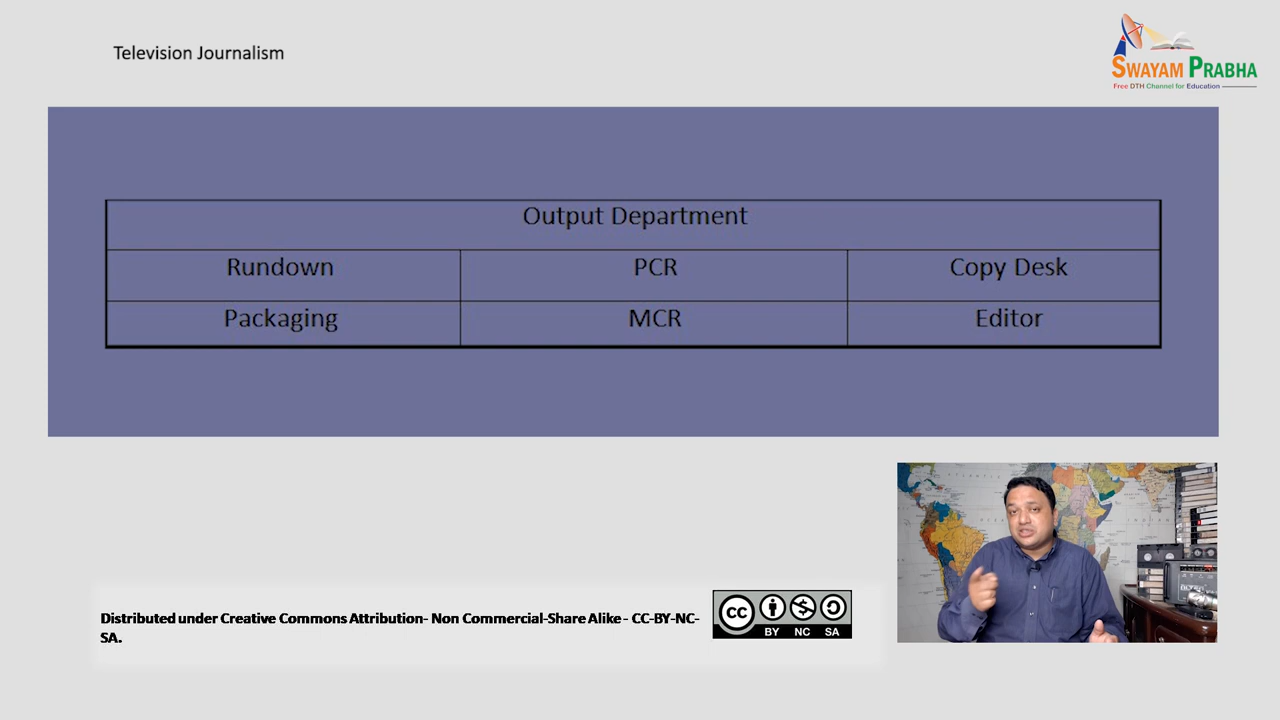 Television Journalism
SWAYAM PRABHA
Free DTH Channel for Education
Output Department
Rundown PCR Copy Desk
Packaging MCR Editor
Distributed under Creative Commons Attribution- Non Commercial-Share Alike - CC-BY-NC-
SA.
cc BY NC SA